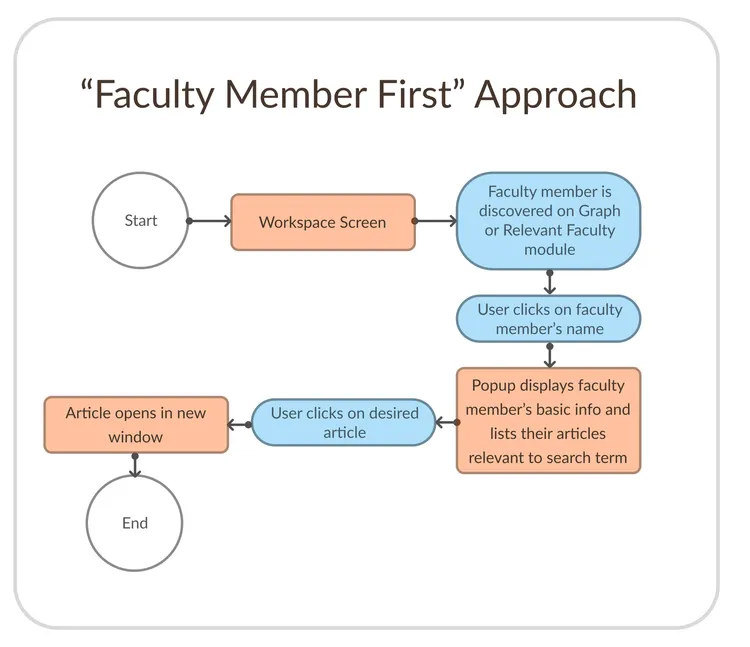 “Faculty Member First” Approach
Start
Workspace Screen
Faculty member is
discovered on Graph
or Relevant Faculty
module
User clicks on faculty
member’s name
Popup displays faculty
member’s basic info and
lists their articles
relevant to search term
User clicks on desired
article
Article opens in new
window
End